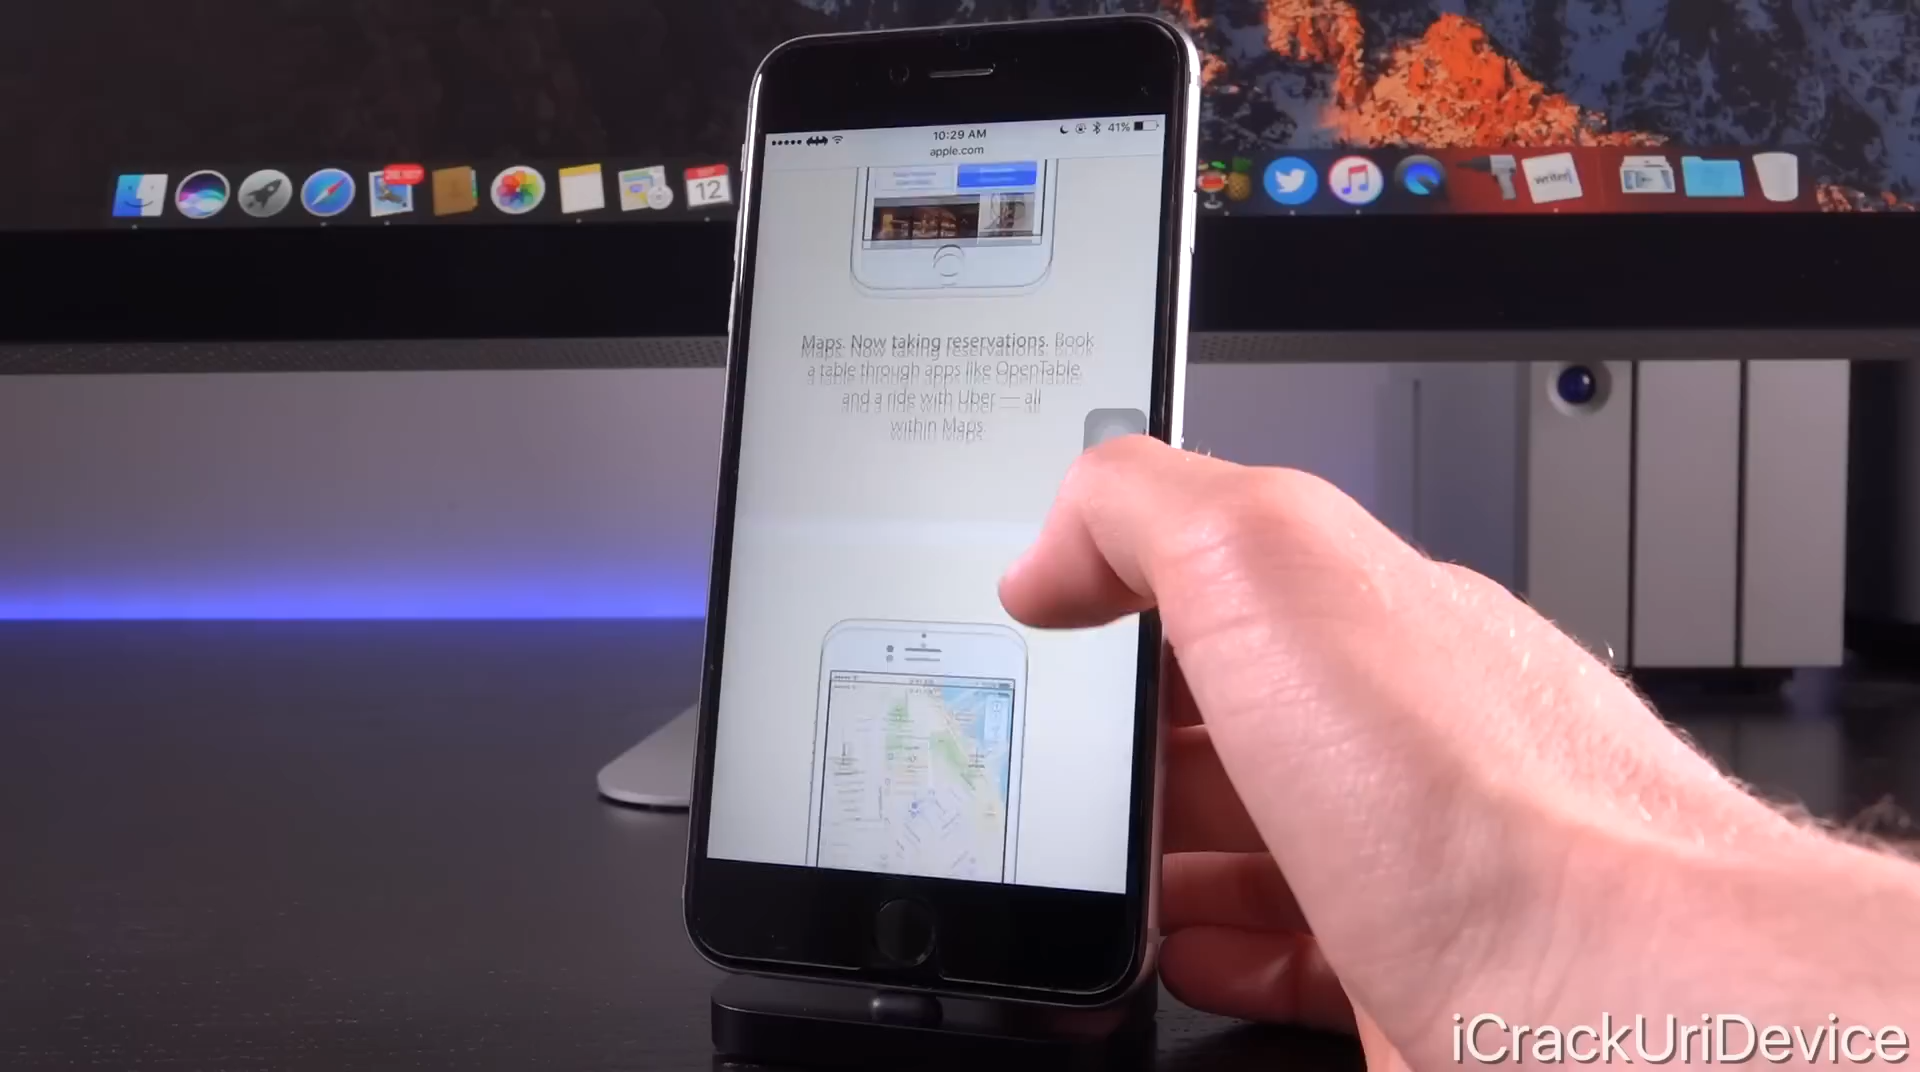 10:29 AM
41%
apple.com
12
writer
Maps. Now taking reservations. Book
a table through apps like OpenTable,
and a ride with Uber — all
within Maps.
iCrackUriDevice